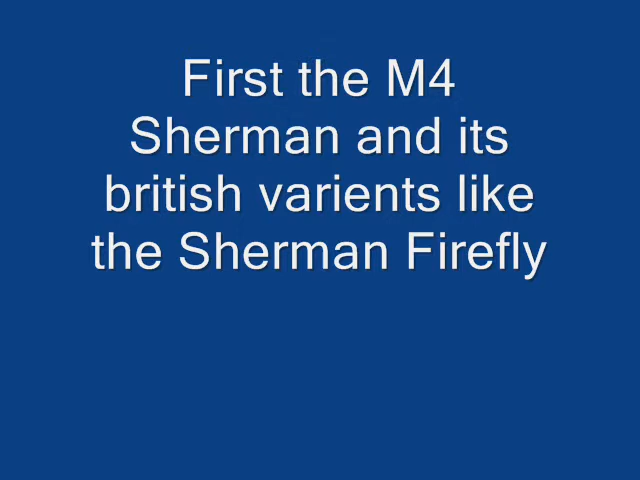 First the M4
Sherman and its
british varients like
the Sherman Firefly